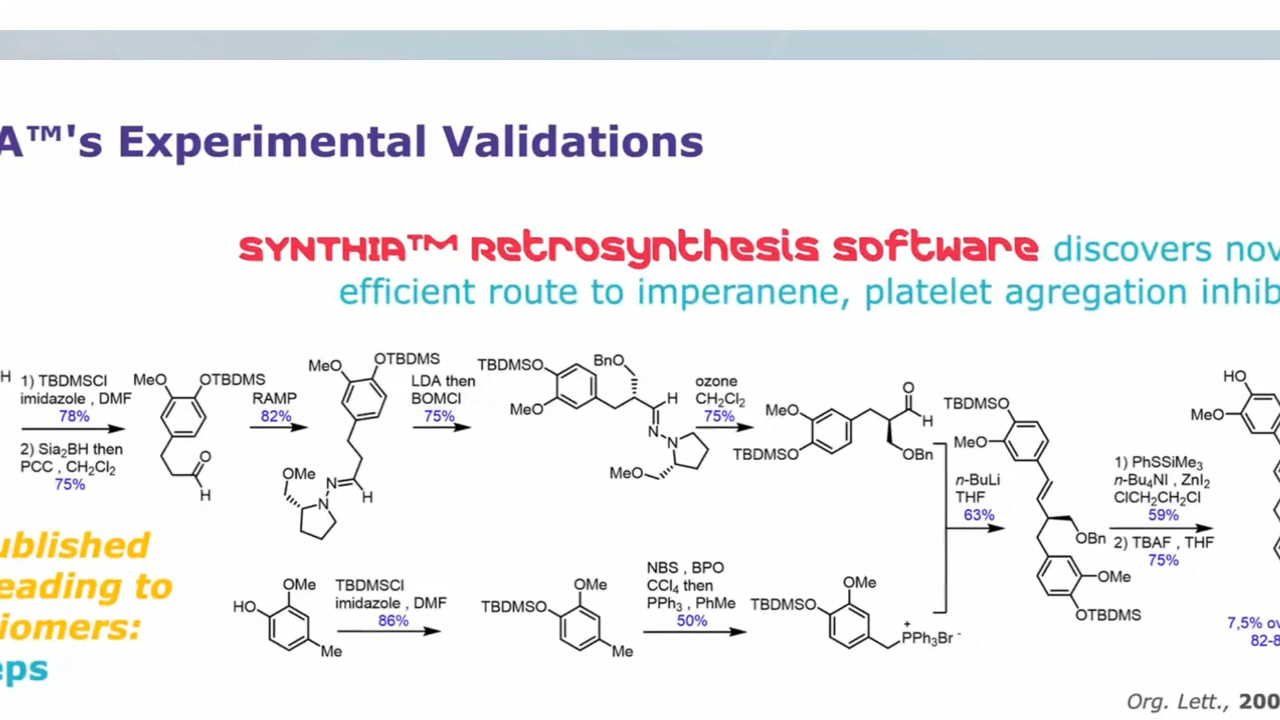 A™'s Experimental Validations
SYNTHIA™ Retrosynthesis software discovers nov
efficient route to imperanene, platelet agregation inhib
H
1) TBDMSCl
imidazole , DMF
78%
2) Sia2BH then
PCC , CH2Cl2
75%
MeO
OTBDMS
O
H
RAMP
82%
MeO
OTBDMS
OMe
N
N
H
LDA then
BOMCl
75%
TBDMSO
BnO
MeO
H
N
N
MeO
ozone
CH2Cl2
75%
MeO
TBDMSO
O
H
OBn
n-BuLi
THF
63%
TBDMSO
MeO
OBn
OMe
OTBDMS
1) PhSSiMe3
n-Bu4NI , ZnI2
ClCH2CH2Cl
59%
2) TBAF , THF
75%
HO
MeO
ublished
eading to
iomers:
eps
HO
OMe
Me
TBDMSCl
imidazole , DMF
86%
TBDMSO
OMe
Me
NBS , BPO
CCl4 then
PPh3 , PhMe
50%
TBDMSO
OMe
+
PPh3Br -
7,5% ov
82-8
Org. Lett., 200